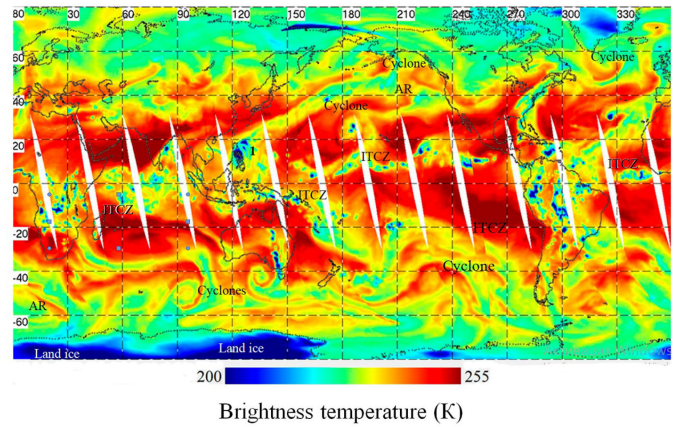 80 30 60 90 120 150 180 210 240 270 300 330
60
Cyclone
Cyclone
40
AR
Cyclone
20
1
ITCZ
ITCZ
0
ITCZ
ITCZ
-20
ITCZ
-40
Cyclone
Cyclones
AR
-60
Land ice
Land ice
200
255
Brightness temperature (K)